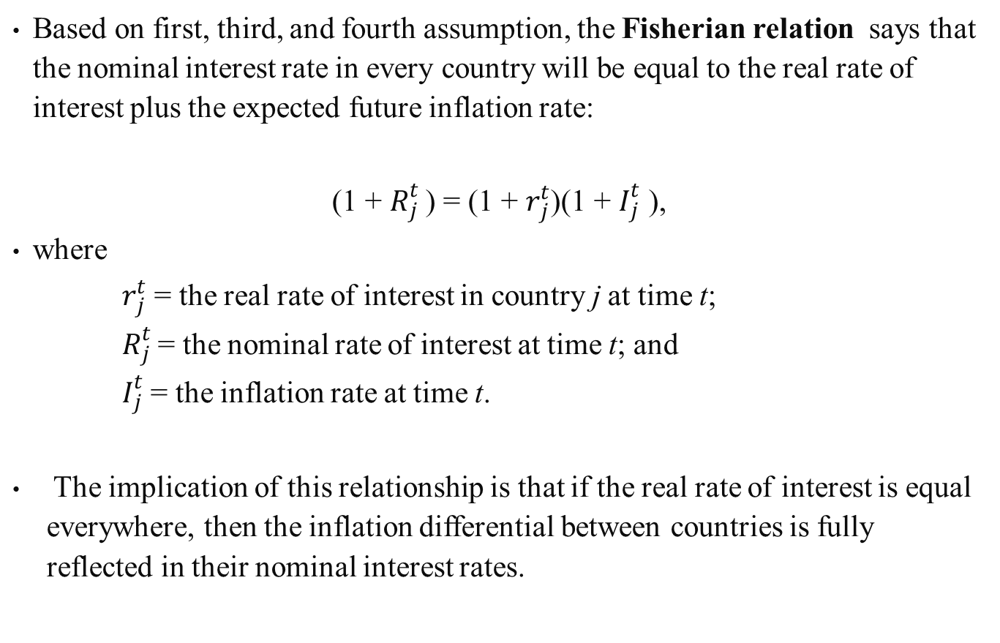 • Based on first, third, and fourth assumption, the Fisherian relation says that
the nominal interest rate in every country will be equal to the real rate of
interest plus the expected future inflation rate:
(1 + R_j^t ) = (1 + r_j^t)(1 + I_j^t ),
• where
r_j^t = the real rate of interest in country j at time t;
R_j^t = the nominal rate of interest at time t; and
I_j^t = the inflation rate at time t.
• The implication of this relationship is that if the real rate of interest is equal
everywhere, then the inflation differential between countries is fully
reflected in their nominal interest rates.